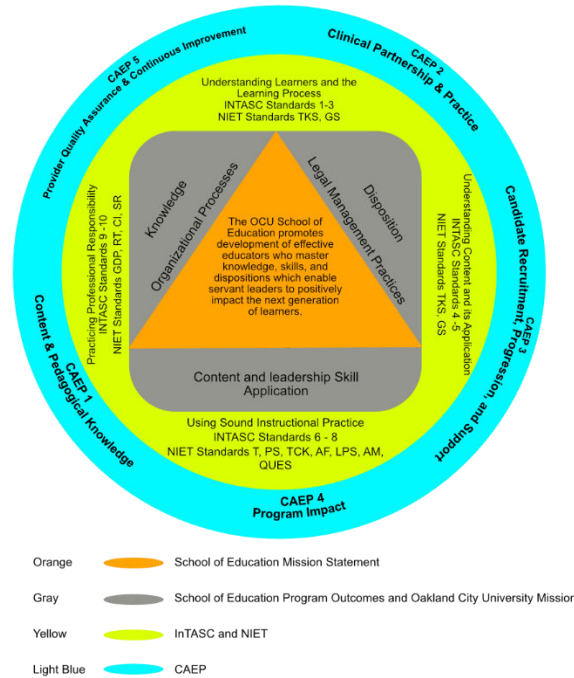 CAEP 5
Provider Quality Assurance & Continuous Improvement
CAEP 2
Clinical Partnership & Practice
Understanding Learners and the
Learning Process
INTASC Standards 1-3
NIET Standards TKS, GS
Knowledge
Organizational Processes
Disposition
Legal Management Practices
The OCU School of
Education promotes
development of effective
educators who master
knowledge, skills, and
dispositions which enable
servant leaders to positively
impact the next generation
of learners.
Practicing Professional Responsibility
INTASC Standards 9 -10
NIET Standards GDP, RT, CI, SR
Understanding Content and its Application
INTASC Standards 4 -5
NIET Standards TKS, GS
CAEP 3
Candidate Recruitment, Progression, and Support
CAEP 1
Content & Pedagogical Knowledge
Content and leadership Skill
Application
Using Sound Instructional Practice
INTASC Standards 6 - 8
NIET Standards T, PS, TCK, AF, LPS, AM,
QUES
CAEP 4
Program Impact
Orange School of Education Mission Statement
Gray School of Education Program Outcomes and Oakland City University Mission
Yellow InTASC and NIET
Light Blue CAEP